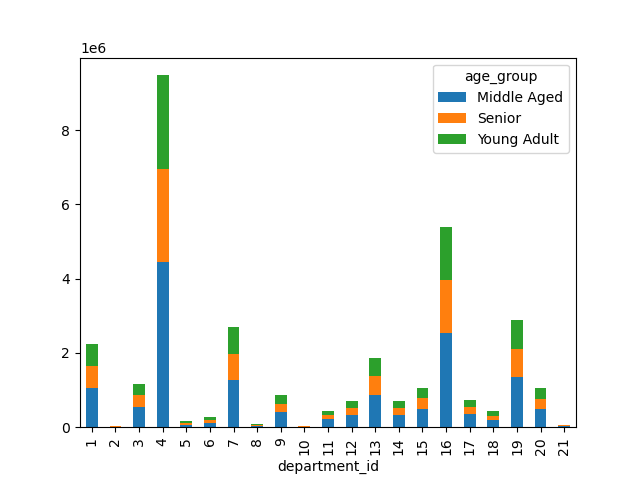 1e6
age_group
Middle Aged
Senior
Young Adult
8
6
4
2
0
1 2 3 4 5 6 7 8 9 10 11 12 13 14 15 16 17 18 19 20 21
department_id